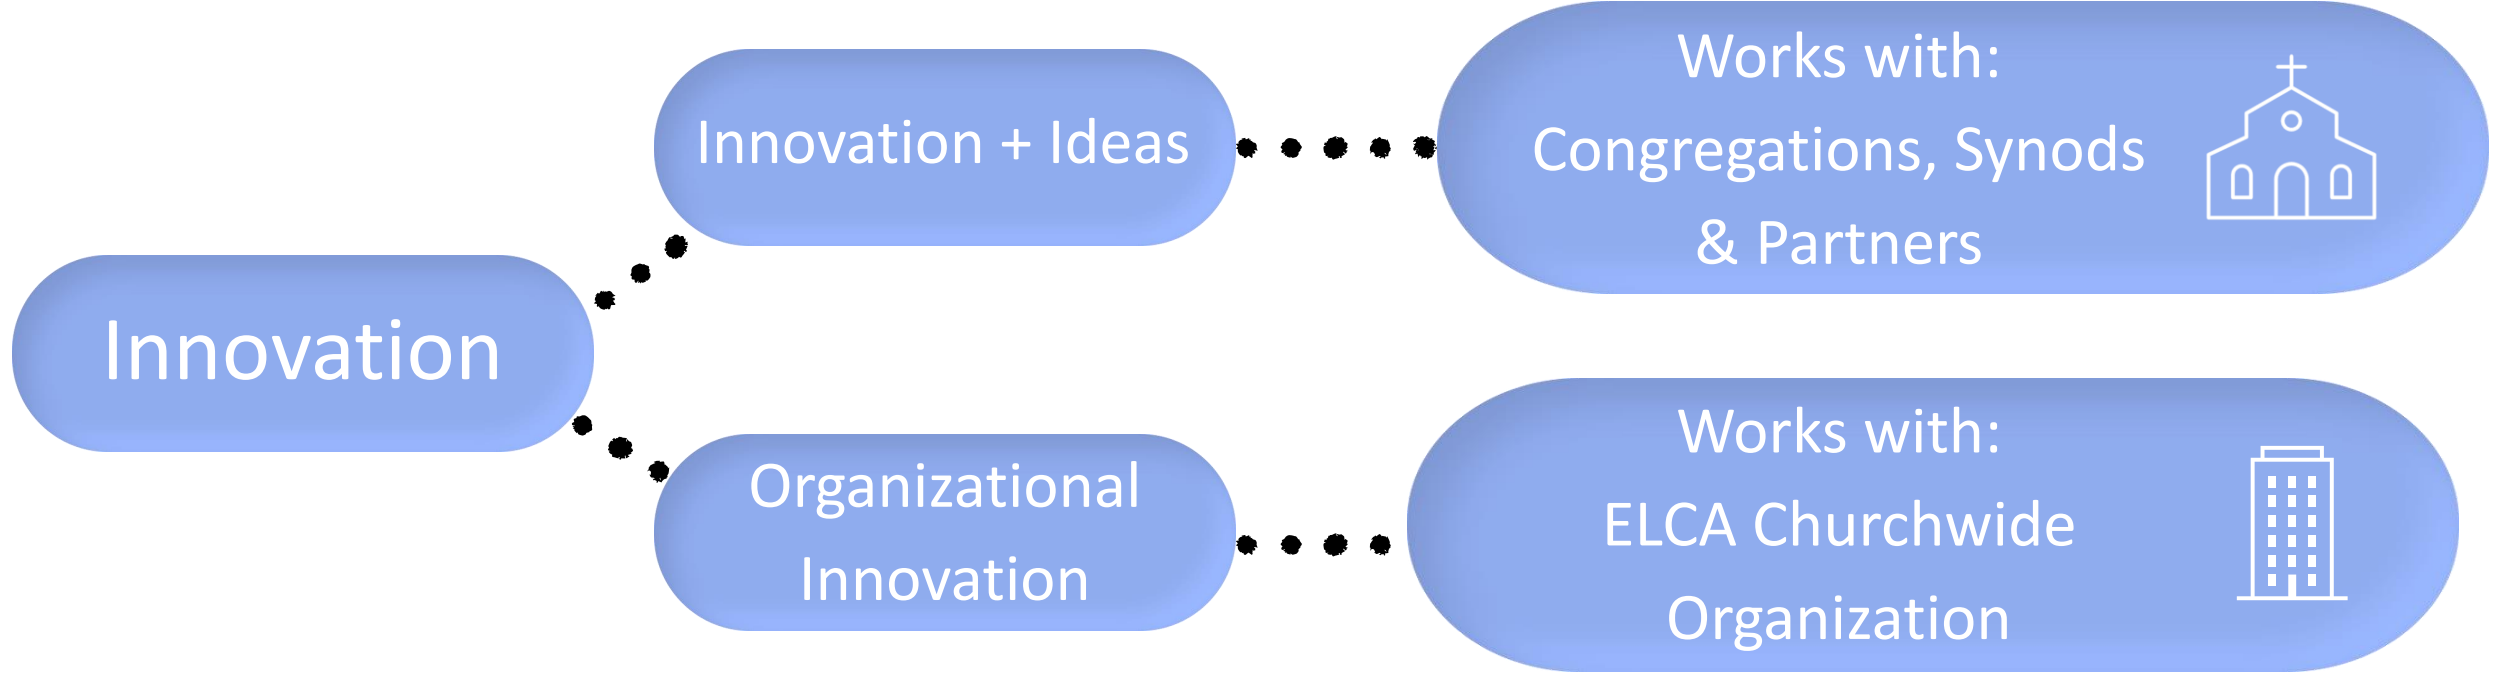 Innovation
Innovation + Ideas
Works with:
Congregations, Synods
& Partners
Organizational
Innovation
Works with:
ELCA Churchwide
Organization